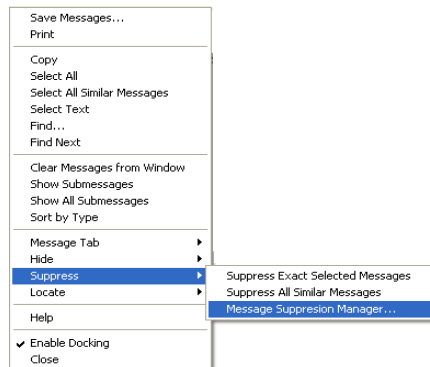 Save Messages...
Print
Copy
Select All
Select All Similar Messages
Select Text
Find...
Find Next
Clear Messages from Window
Show Submessages
Show All Submessages
Sort by Type
Message Tab
Hide
Suppress
Locate
Help
Enable Docking
Close
Suppress Exact Selected Messages
Suppress All Similar Messages
Message Suppresion Manager...